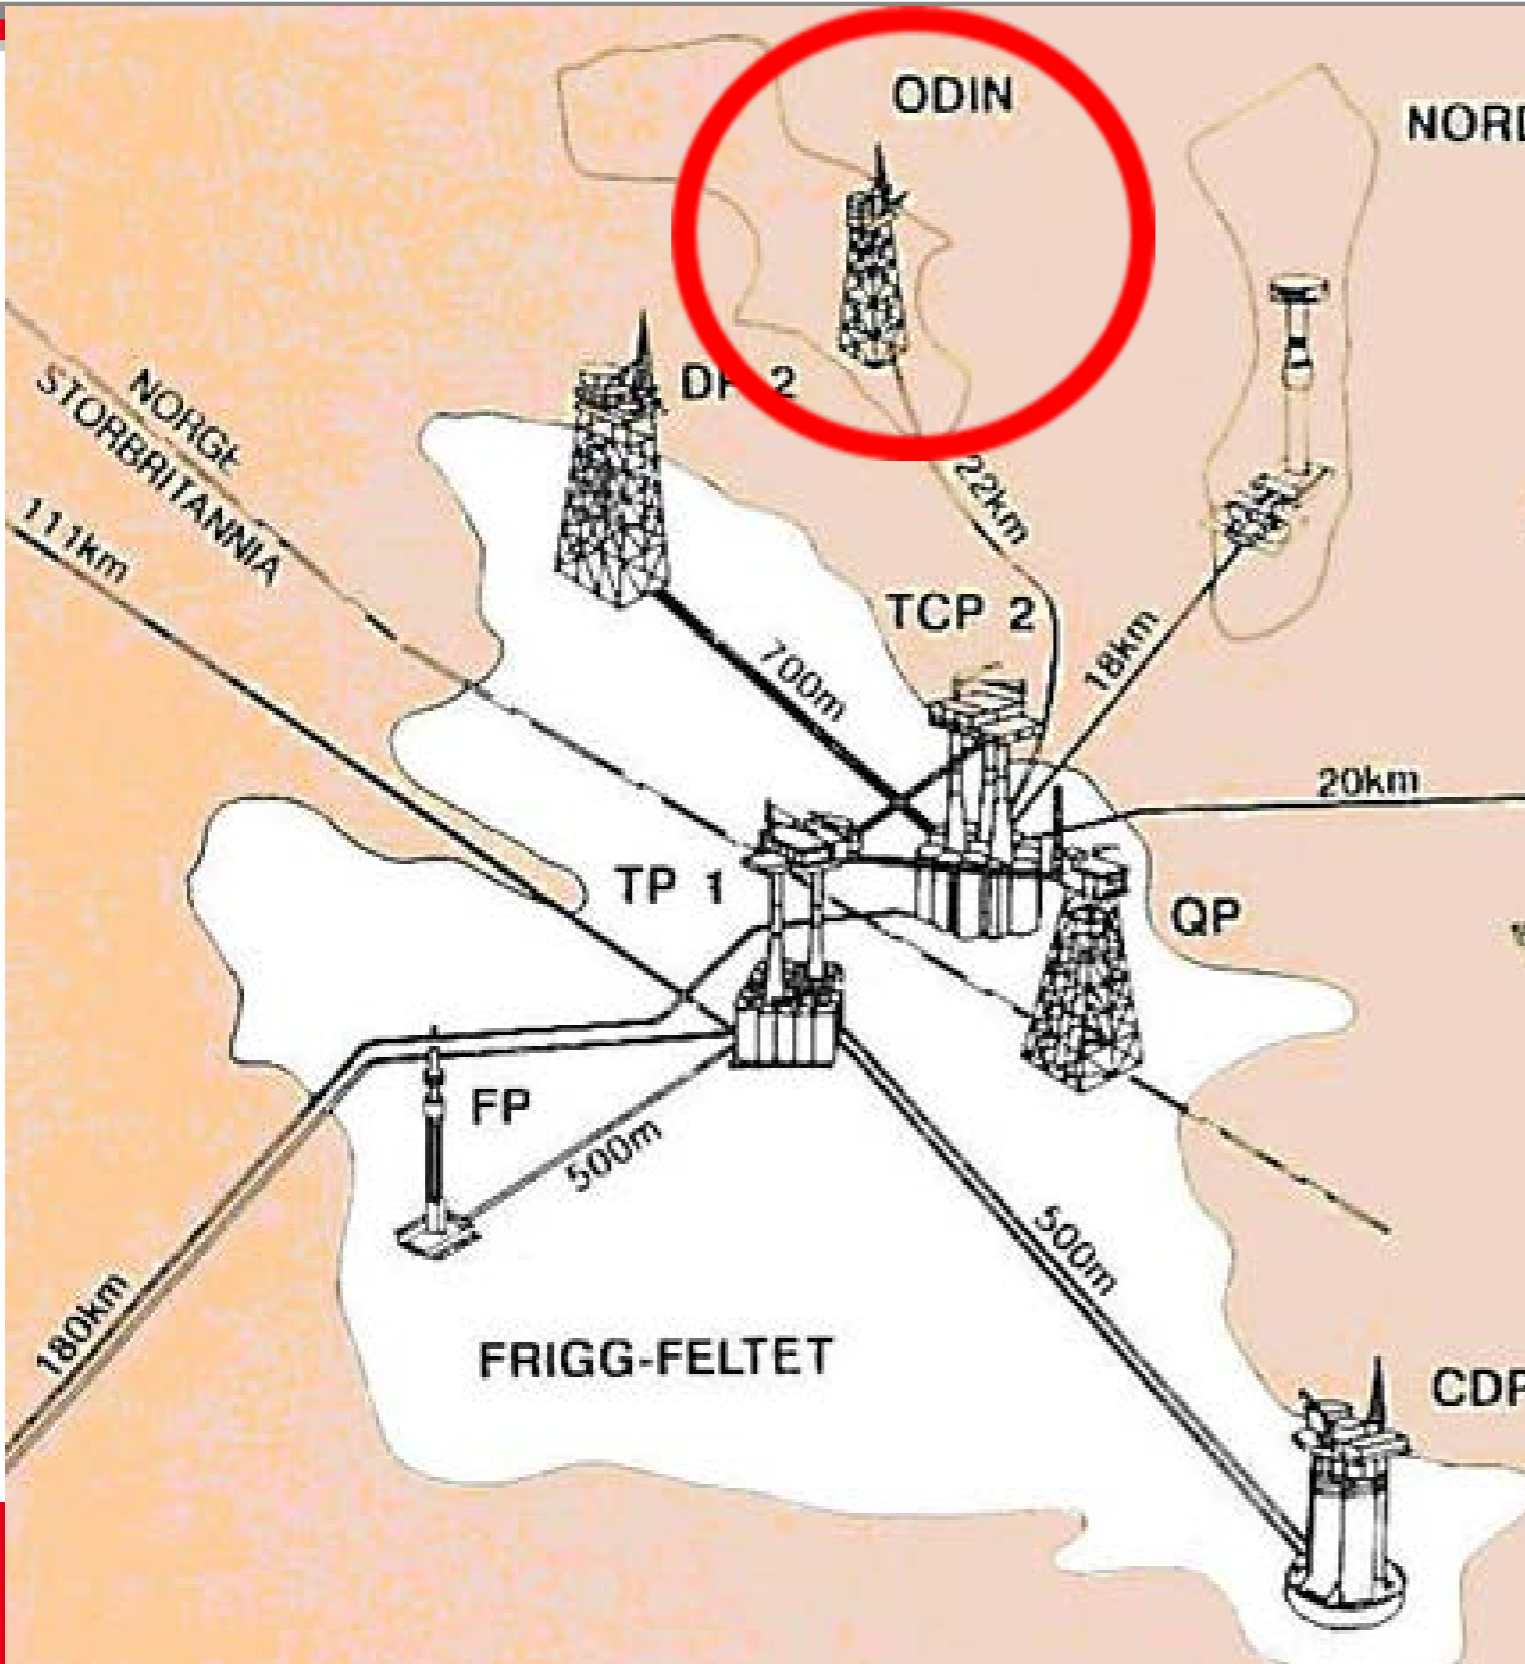 ODIN
NORD
NORGE
STORBRITANNIA
DP 2
111km
22km
TCP 2
18km
700m
20km
TP 1
QP
FP
500m
500m
180km
FRIGG-FELTET
CDP